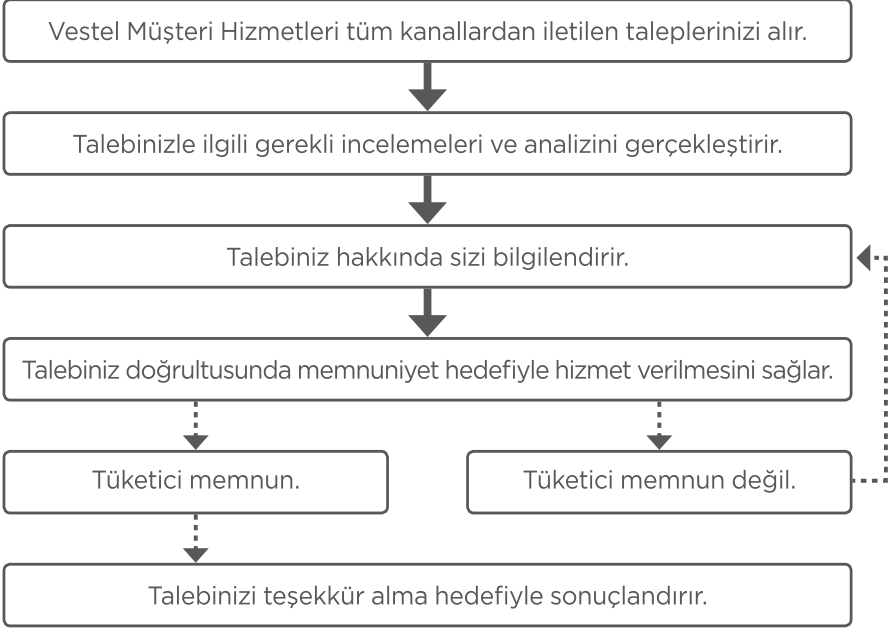 Vestel Müşteri Hizmetleri tüm kanallardan iletilen taleplerinizi alır.
Talebinizle ilgili gerekli incelemeleri ve analizini gerçekleştirir.
Talebiniz hakkında sizi bilgilendirir.
Talebiniz doğrultusunda memnuniyet hedefiyle hizmet verilmesini sağlar.
Tüketici memnun.
Tüketici memnun değil.
Talebinizi teşekkür alma hedefiyle sonuçlandırır.